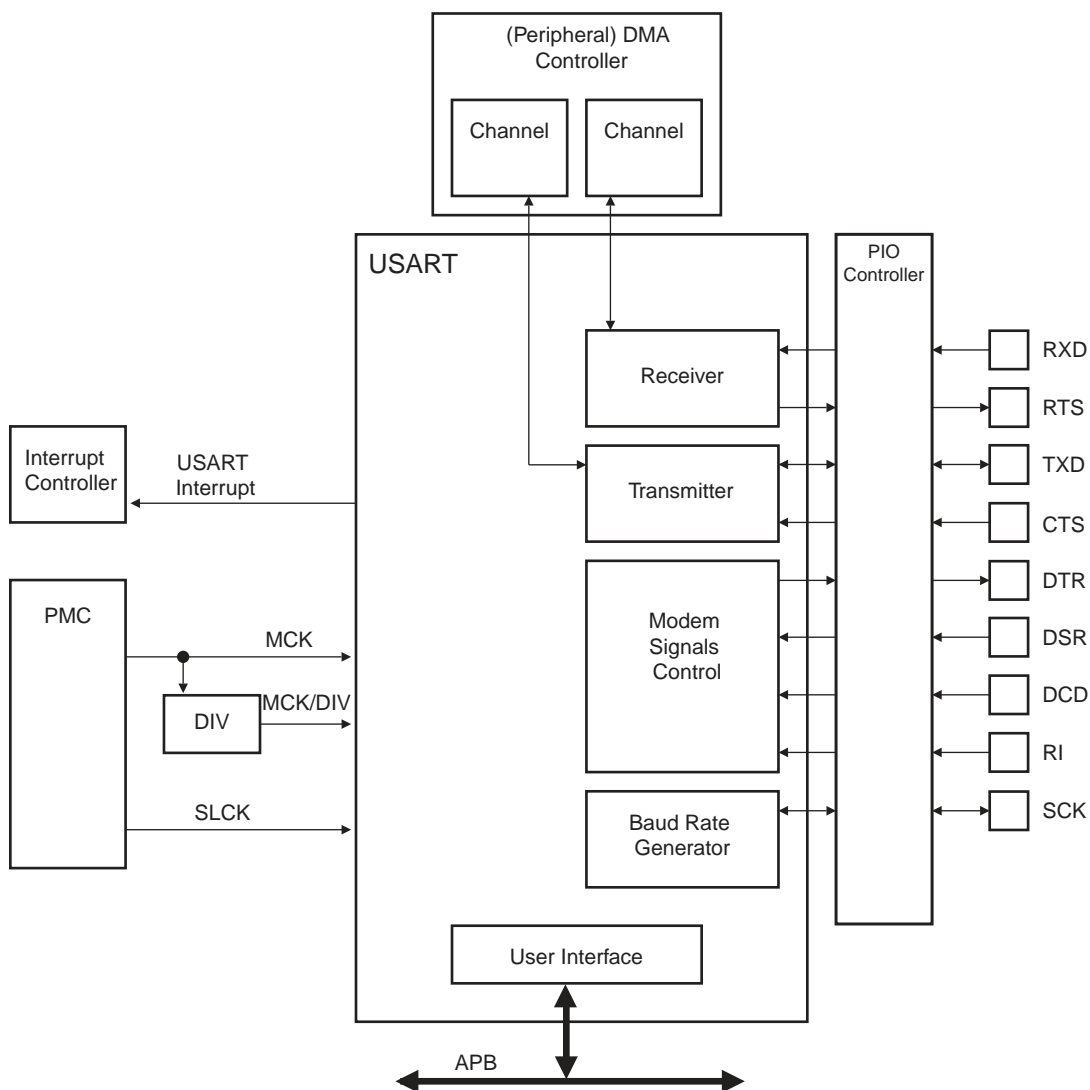 (Peripheral) DMA
Controller
Channel
Channel
USART
PIO
Controller
Receiver
RXD
RTS
Interrupt
Controller
USART
Interrupt
Transmitter
TXD
CTS
PMC
MCK
DIV
MCK/DIV
SLCK
Modem
Signals
Control
DTR
DSR
DCD
RI
Baud Rate
Generator
SCK
User Interface
APB